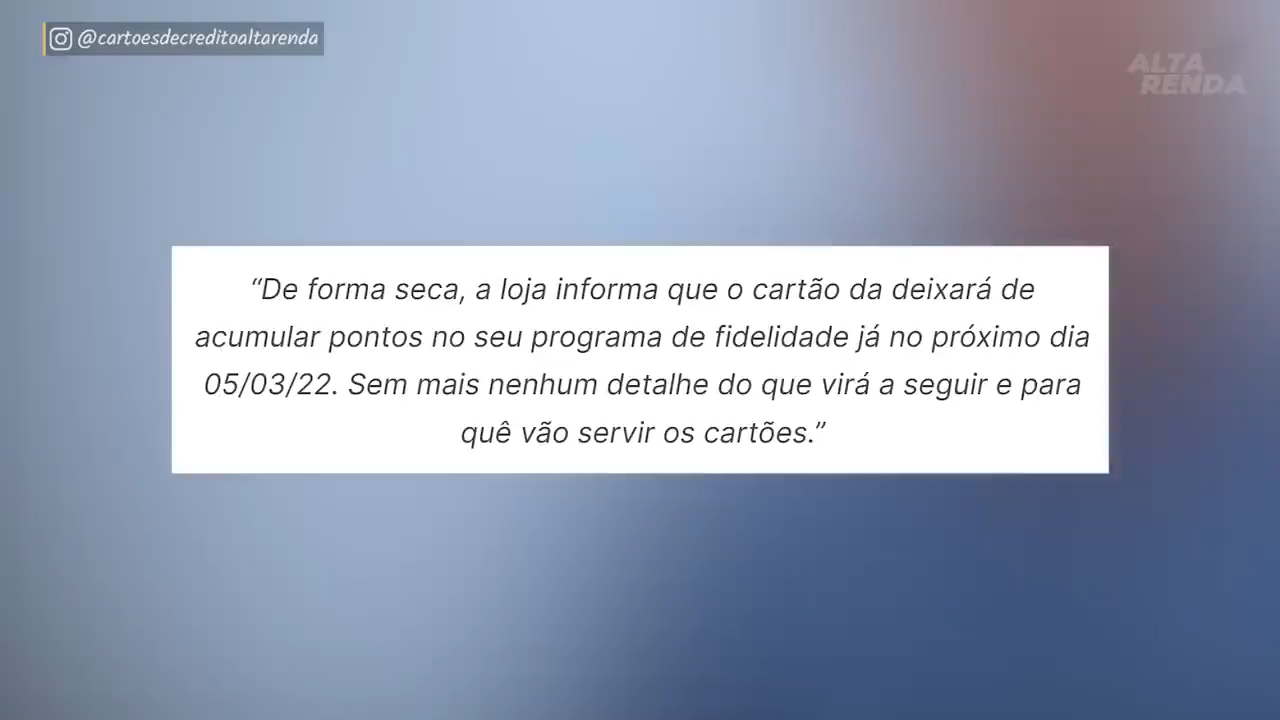 @cartoesdecreditoaltarenda
ALTA
RENDA
“De forma seca, a loja informa que o cartão da deixará de
acumular pontos no seu programa de fidelidade já no próximo dia
05/03/22. Sem mais nenhum detalhe do que virá a seguir e para
quê vão servir os cartões.”